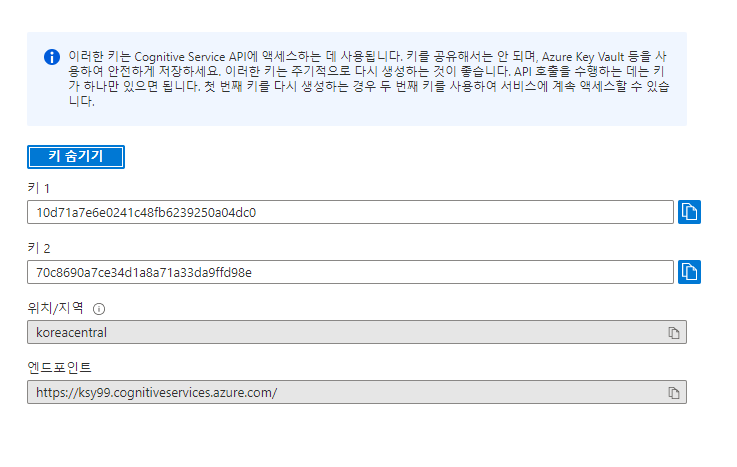 이러한 키는 Cognitive Service API에 액세스하는 데 사용됩니다. 키를 공유해서는 안 되며, Azure Key Vault 등을 사
용하여 안전하게 저장하세요. 이러한 키는 주기적으로 다시 생성하는 것이 좋습니다. API 호출을 수행하는 데는 키
가 하나만 있으면 됩니다. 첫 번째 키를 다시 생성하는 경우 두 번째 키를 사용하여 서비스에 계속 액세스할 수 있습
니다.
키 숨기기
키 1
10d71a7e6e0241c48fb6239250a04dc0
키 2
70c8690a7ce34d1a8a71a33da9ffd98e
위치/지역
koreacentral
엔드포인트
https://ksy99.cognitiveservices.azure.com/